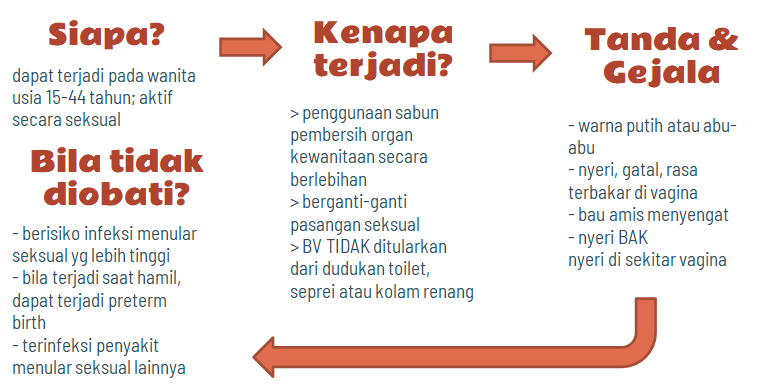 Siapa?
dapat terjadi pada wanita
usia 15-44 tahun; aktif
secara seksual
Kenapa
terjadi?
> penggunaan sabun
pembersih organ
kewanitaan secara
berlebihan
> berganti-ganti
pasangan seksual
> BV TIDAK ditularkan
dari dudukan toilet,
seprei atau kolam renang
Tanda &
Gejala
- warna putih atau abu-
abu
- nyeri, gatal, rasa
terbakar di vagina
- bau amis menyengat
- nyeri BAK
nyeri di sekitar vagina
Bila tidak
diobati?
- berisiko infeksi menular
seksual yg lebih tinggi
- bila terjadi saat hamil,
dapat terjadi preterm
birth
- terinfeksi penyakit
menular seksual lainnya